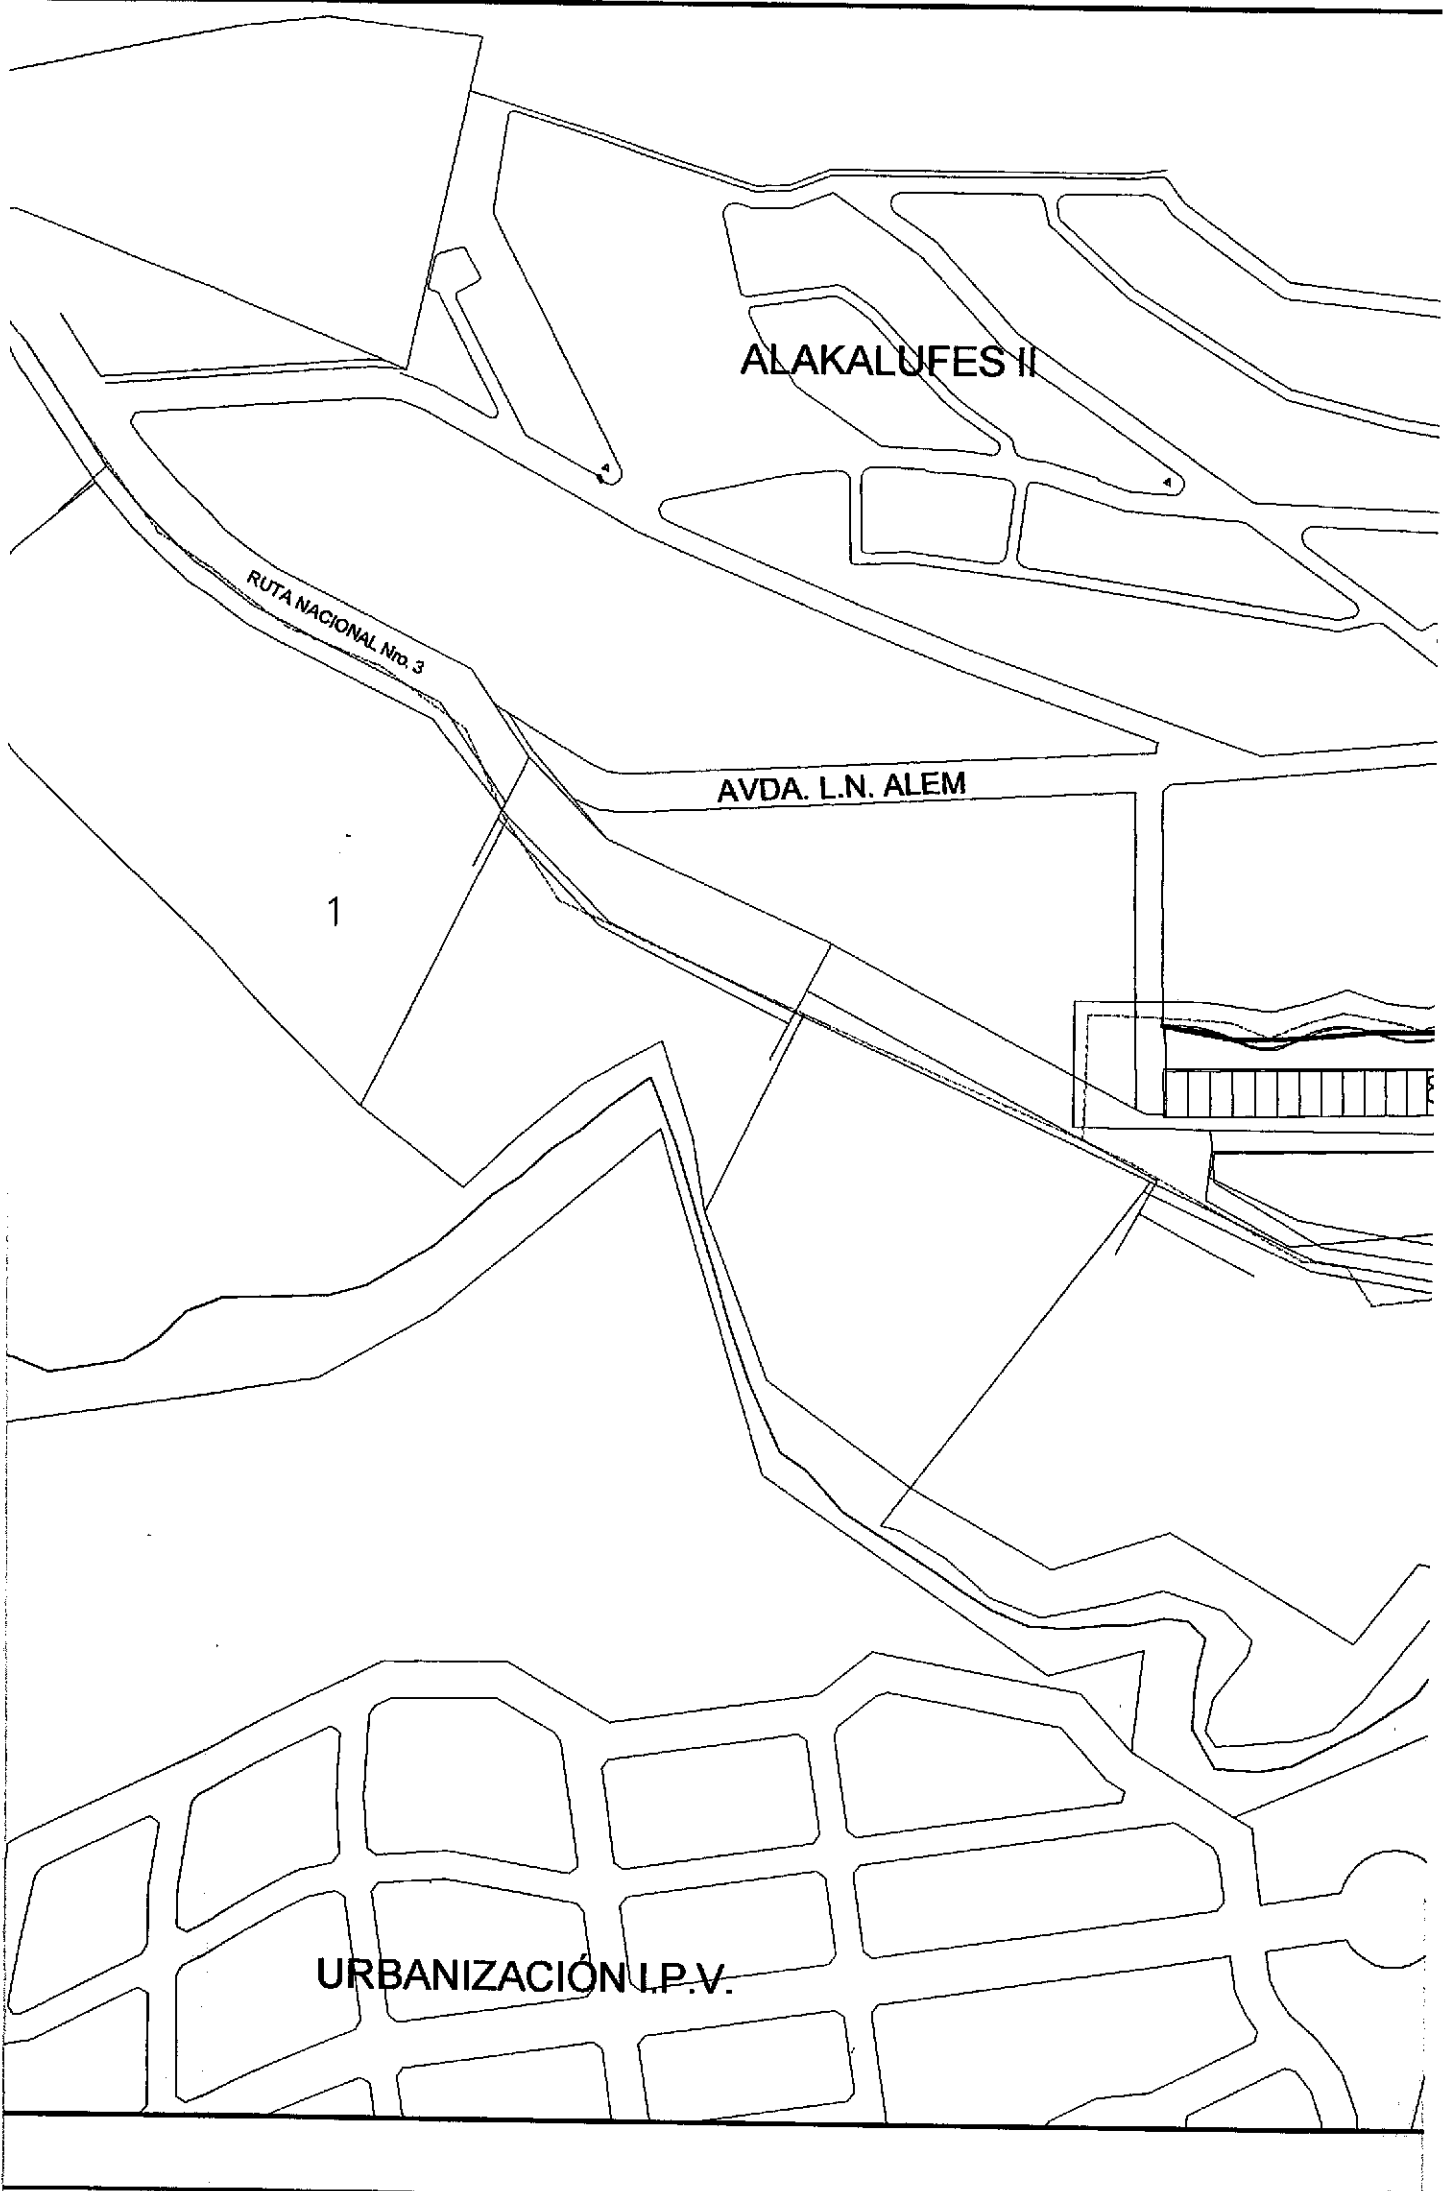 ALAKALUFES II
RUTA NACIONAL Nro. 3
AVDA. L.N. ALEM
1
URBANIZACIÓN I.P.V.